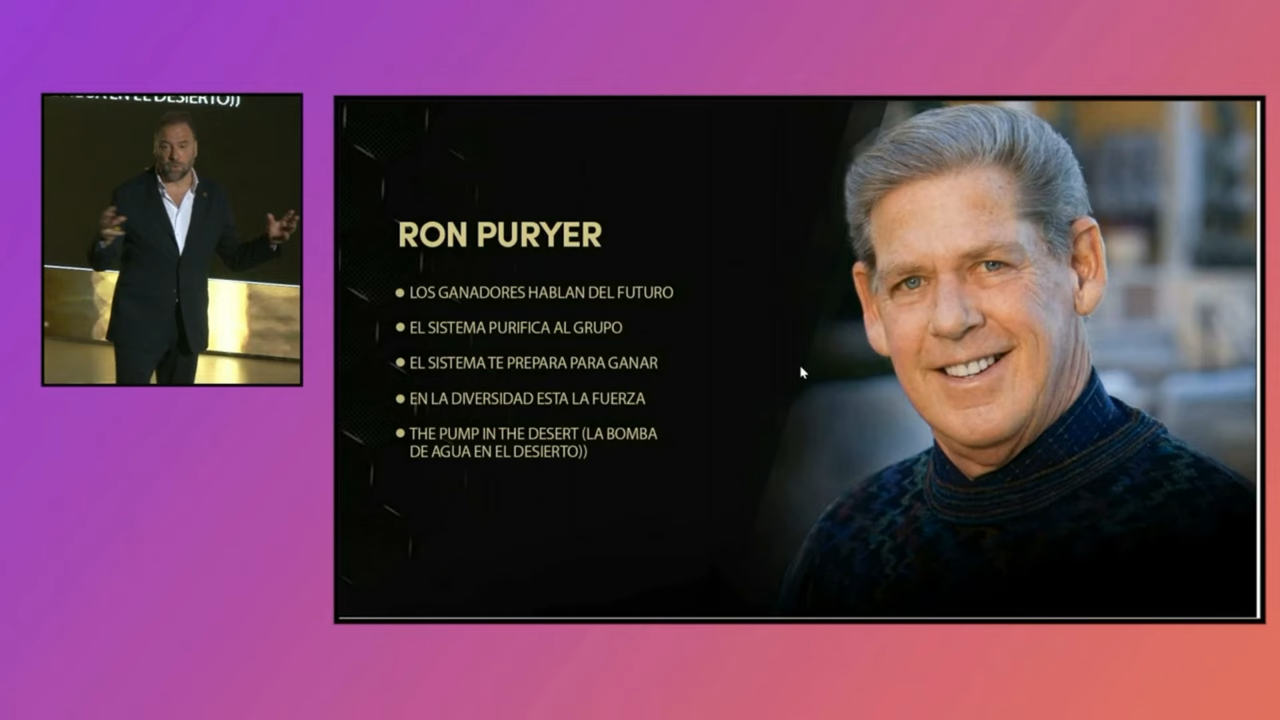 DESIERTO))
RON PURYER
LOS GANADORES HABLAN DEL FUTURO
EL SISTEMA PURIFICA AL GRUPO
EL SISTEMA TE PREPARA PARA GANAR
EN LA DIVERSIDAD ESTA LA FUERZA
THE PUMP IN THE DESERT (LA BOMBA
DE AGUA EN EL DESIERTO))